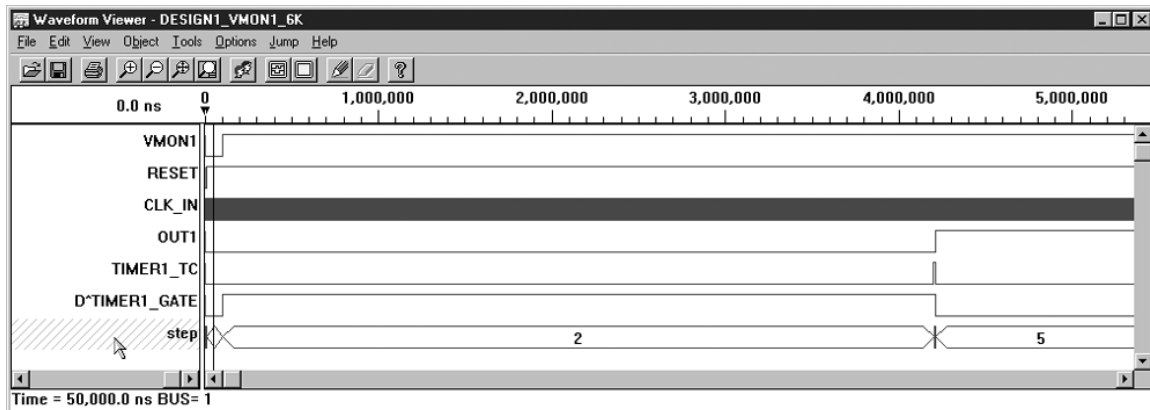 Waveform Viewer - DESIGN1_VMON1_6K
File Edit View Object Tools Options Jump Help
0.0 ns 0 1,000,000 2,000,000 3,000,000 4,000,000 5,000,000
VMON1
RESET
CLK_IN
OUT1
TIMER1_TC
D^TIMER1_GATE
step 2 5
Time = 50,000.0 ns BUS= 1